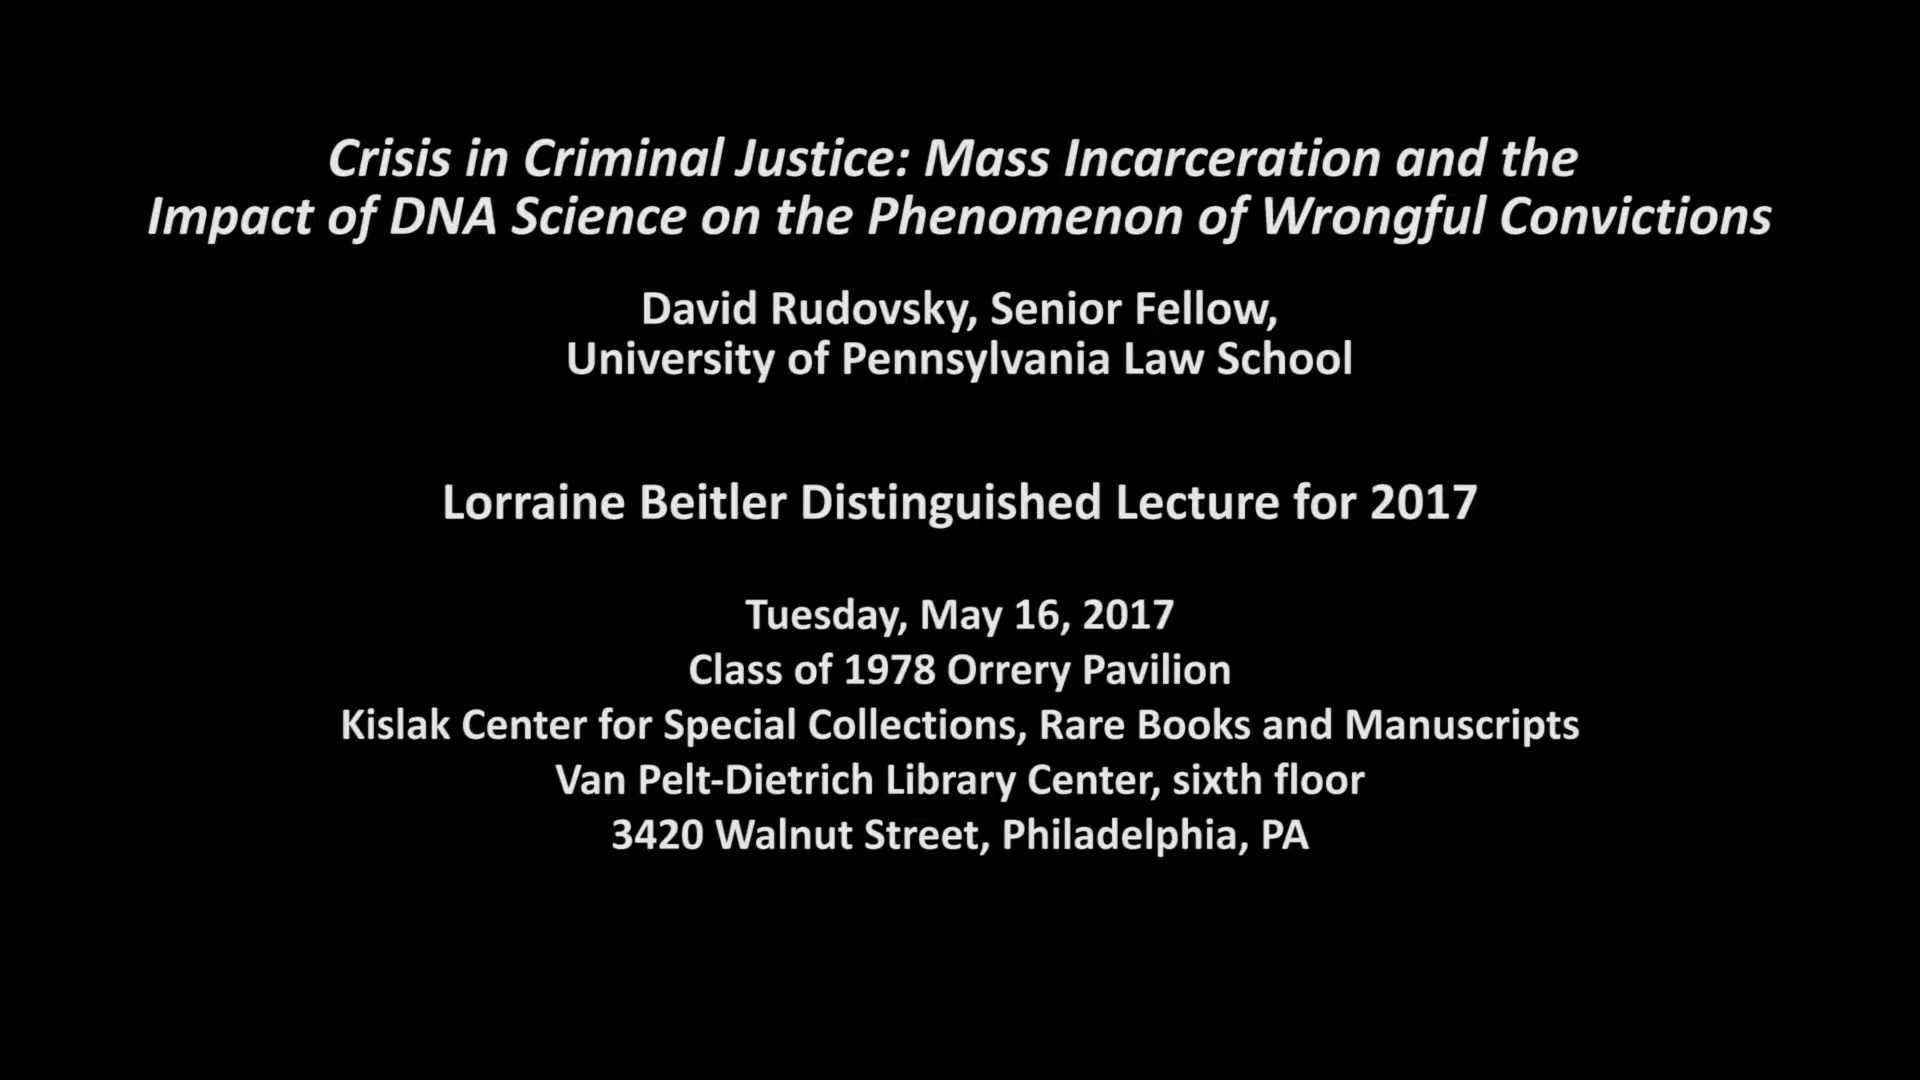 Crisis in Criminal Justice: Mass Incarceration and the
Impact of DNA Science on the Phenomenon of Wrongful Convictions
David Rudovsky, Senior Fellow,
University of Pennsylvania Law School
Lorraine Beitler Distinguished Lecture for 2017
Tuesday, May 16, 2017
Class of 1978 Orrery Pavilion
Kislak Center for Special Collections, Rare Books and Manuscripts
Van Pelt-Dietrich Library Center, sixth floor
3420 Walnut Street, Philadelphia, PA